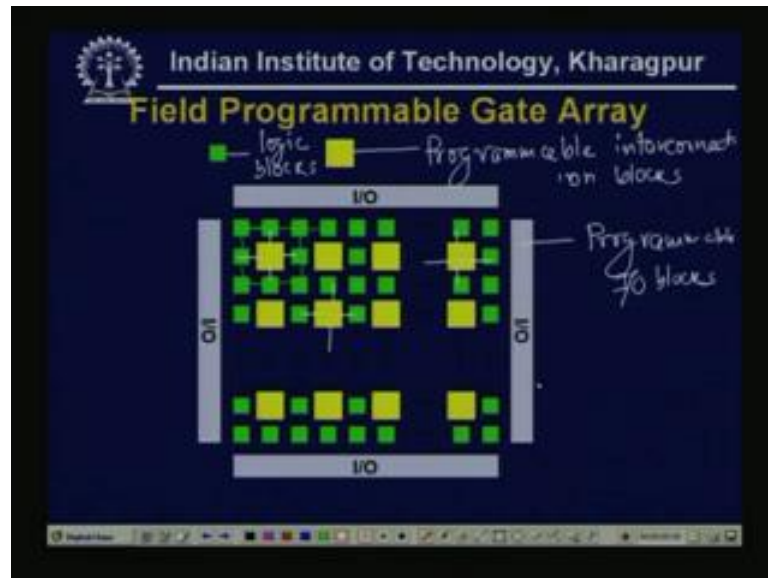 Indian Institute of Technology, Kharagpur
Field Programmable Gate Array
logic
blocks
Programmable interconnect
ion blocks
I/O
Programmable
I/O blocks
I/O
I/O
I/O